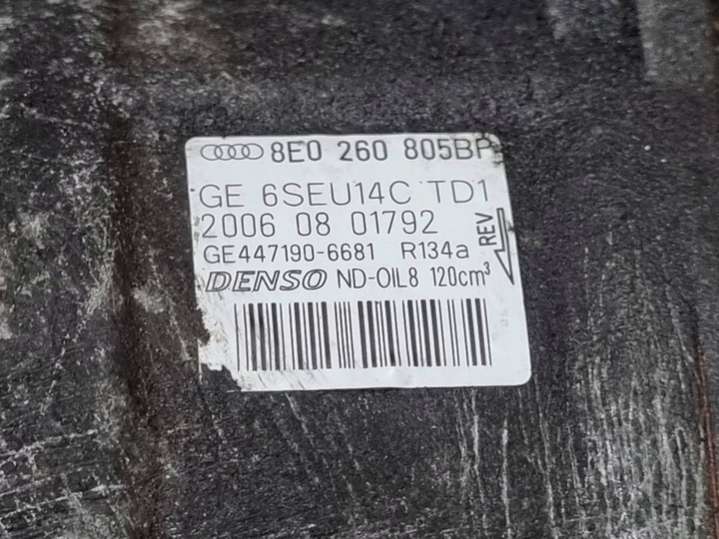 8E0 260 805BP
GE 6SEU14C TD1
2006 08 01792
GE447190-6681 R134a
DENSO ND-OIL8 120cm³
REV